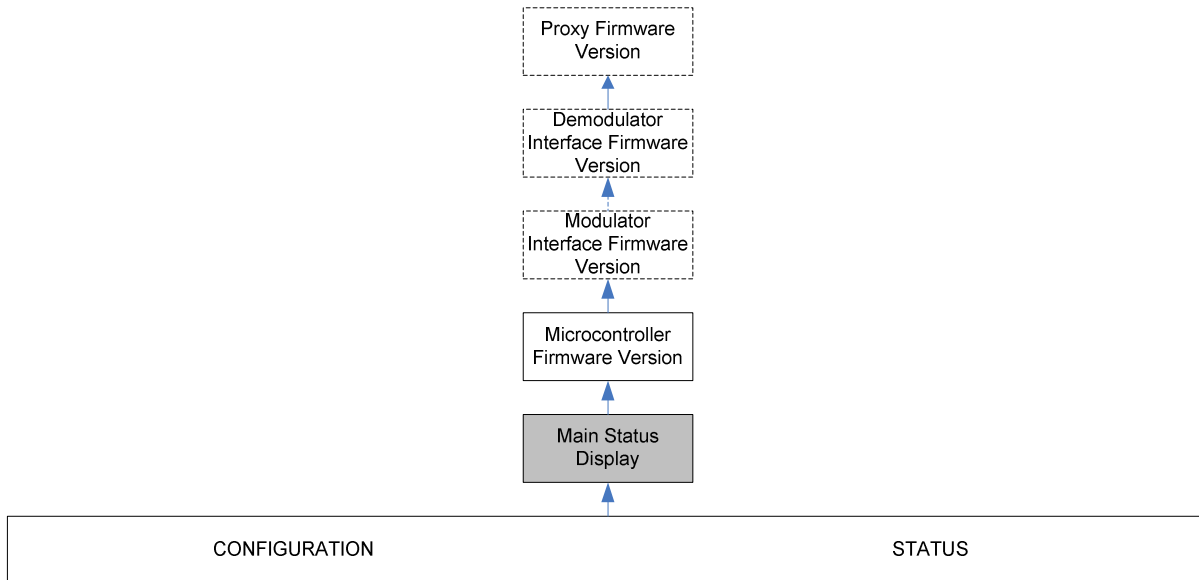 Proxy Firmware
Version
Demodulator
Interface Firmware
Version
Modulator
Interface Firmware
Version
Microcontroller
Firmware Version
Main Status
Display
CONFIGURATION
STATUS